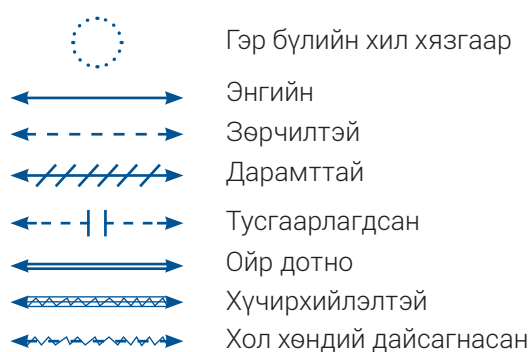 Гэр бүлийн хил хязгаар
Энгийн
Зөрчилтэй
Дарамттай
Тусгаарлагдсан
Ойр дотно
Хүчирхийлэлтэй
Хол хөндий дайсагнасан